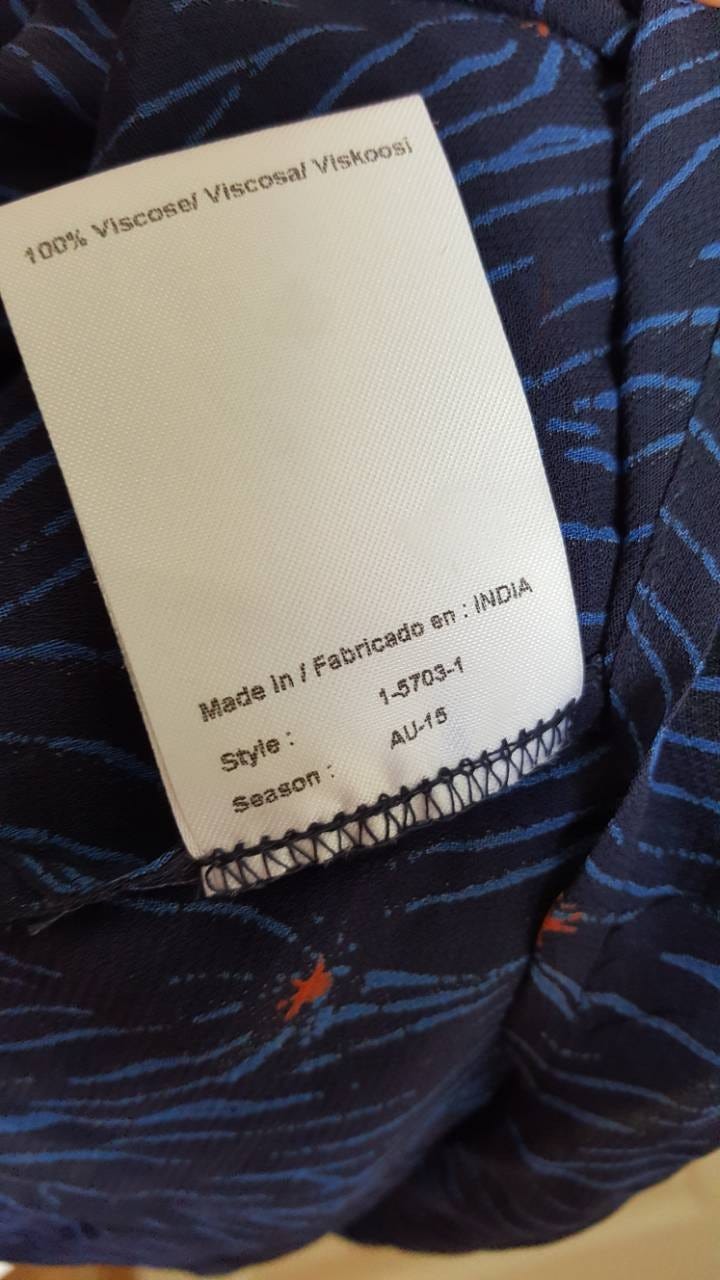 100% Viscose/ Viscosa/ Viskoosi
Made in / Fabricado en : INDIA
Style : 1-5703-1
Season : AU-15